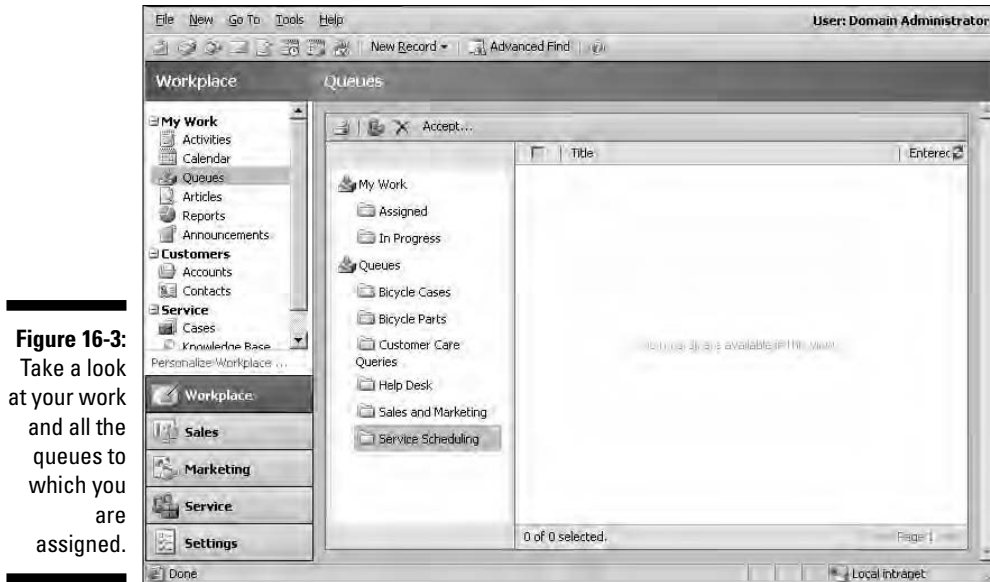 File New Go To Tools Help
User: Domain Administrator
New Record
Advanced Find
Workplace
Queues
My Work
Activities
Calendar
Queues
Articles
Reports
Announcements
Customers
Accounts
Contacts
Service
Cases
Knowledge Base
Personalize Workplace ...
Workplace
Sales
Marketing
Service
Settings
Accept...
Title
My Work
Assigned
In Progress
Queues
Bicycle Cases
Bicycle Parts
Customer Care
Queries
Help Desk
Sales and Marketing
Service Scheduling
0 of 0 selected.
Page 1
Done
Local intranet
Figure 16-3:
Take a look
at your work
and all the
queues to
which you
are
assigned.